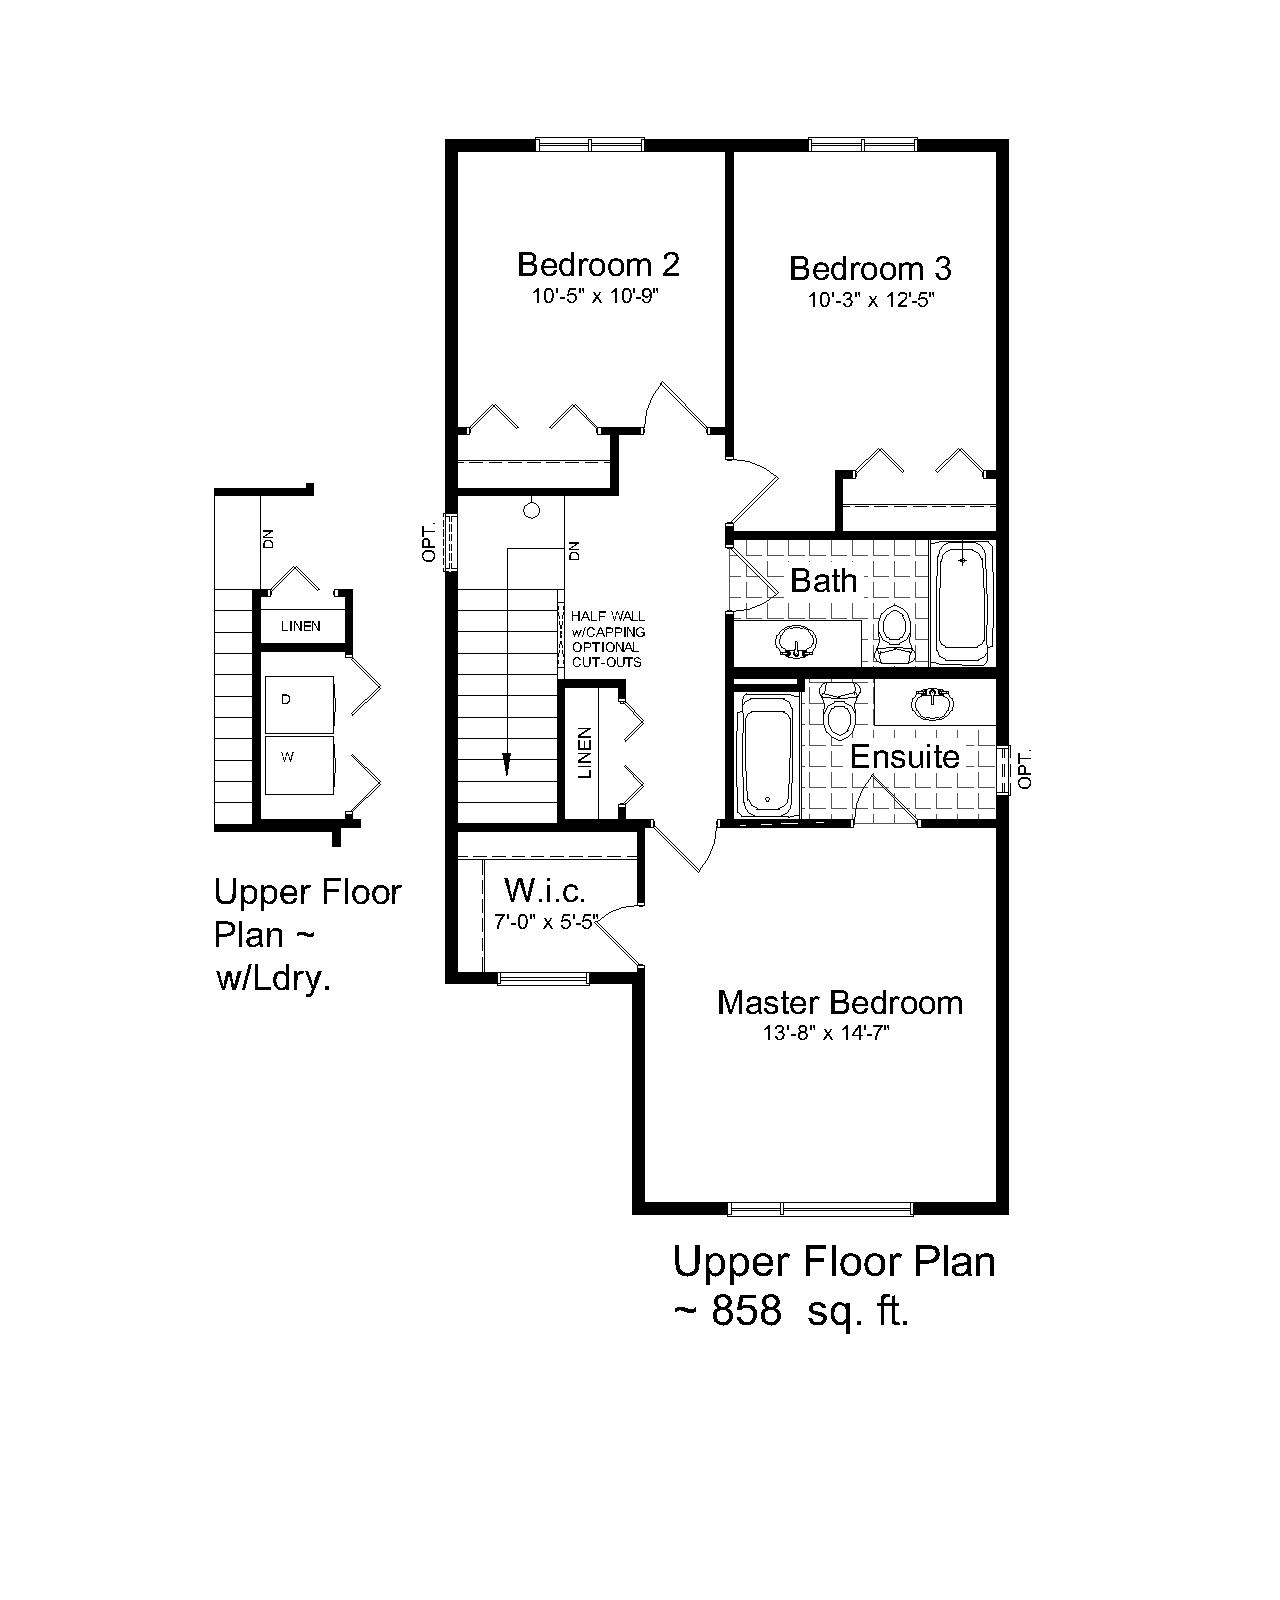 Bedroom 2
10'-5" x 10'-9"
Bedroom 3
10'-3" x 12'-5"
OPT.
DN
DN
Bath
HALF WALL
w/CAPPING
OPTIONAL
CUT-OUTS
LINEN
D
W
LINEN
Ensuite
OPT.
Upper Floor
Plan ~
w/Ldry.
W.i.c.
7'-0" x 5'-5"
Master Bedroom
13'-8" x 14'-7"
Upper Floor Plan
~ 858 sq. ft.